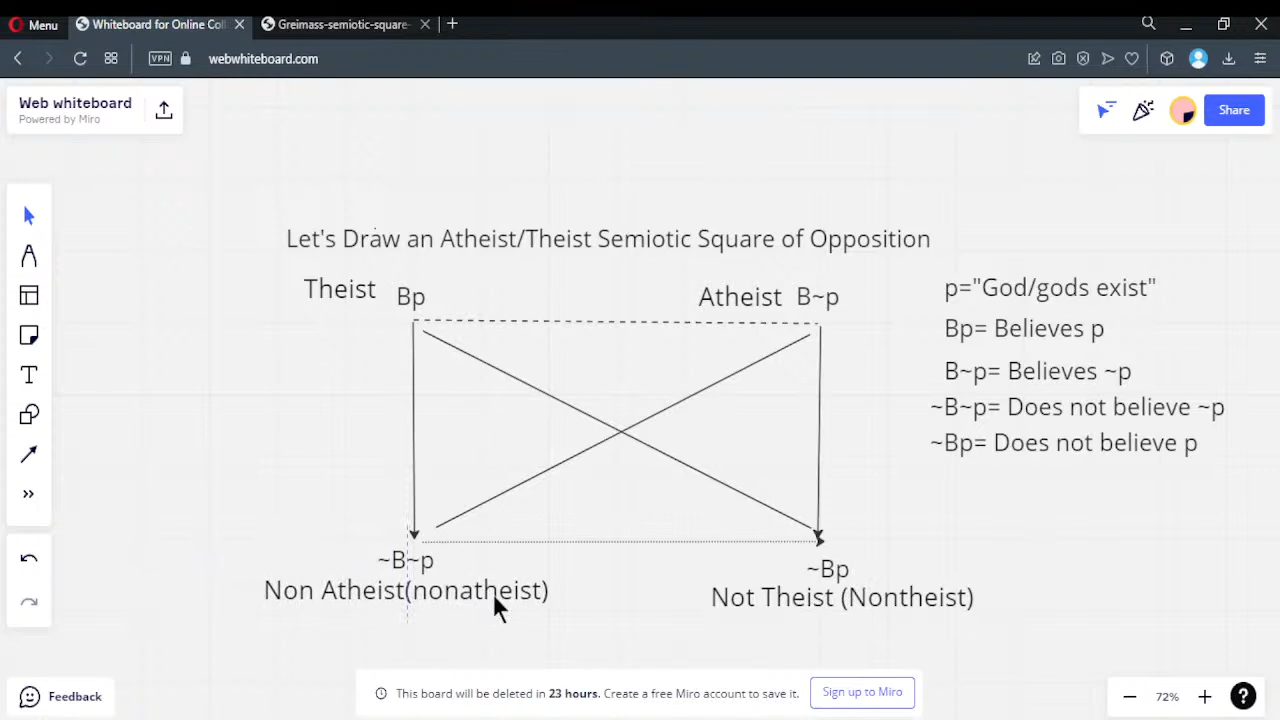 Menu
Whiteboard for Online Col
Greimass-semiotic-square-
VPN
webwhiteboard.com
Web whiteboard
Powered by Miro
Share
Let's Draw an Atheist/Theist Semiotic Square of Opposition
Theist Bp
Atheist B~p
p="God/gods exist"
Bp= Believes p
B~p= Believes ~p
~B~p= Does not believe ~p
~Bp= Does not believe p
~B~p
Non Atheist(nonatheist)
~Bp
Not Theist (Nontheist)
Feedback
This board will be deleted in 23 hours. Create a free Miro account to save it.
Sign up to Miro
72%